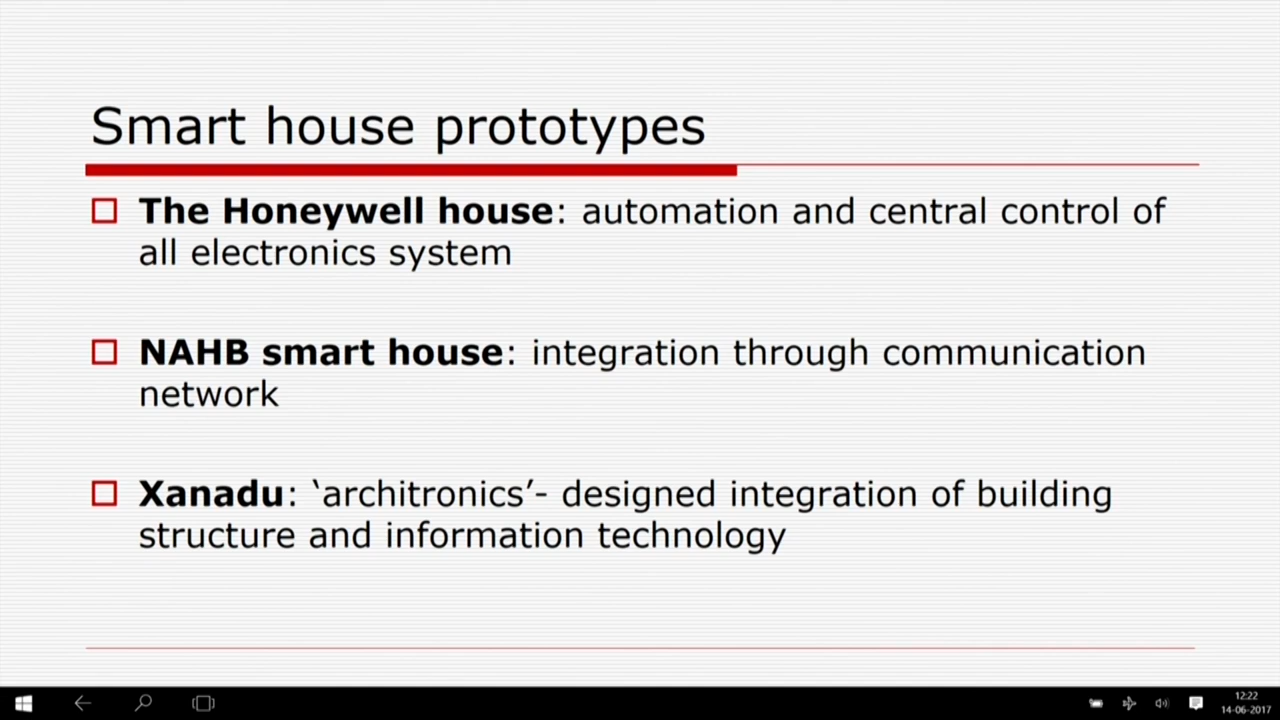 Smart house prototypes
The Honeywell house: automation and central control of
all electronics system
NAHB smart house: integration through communication
network
Xanadu: ‘architronics’- designed integration of building
structure and information technology
12:22
14-06-2017